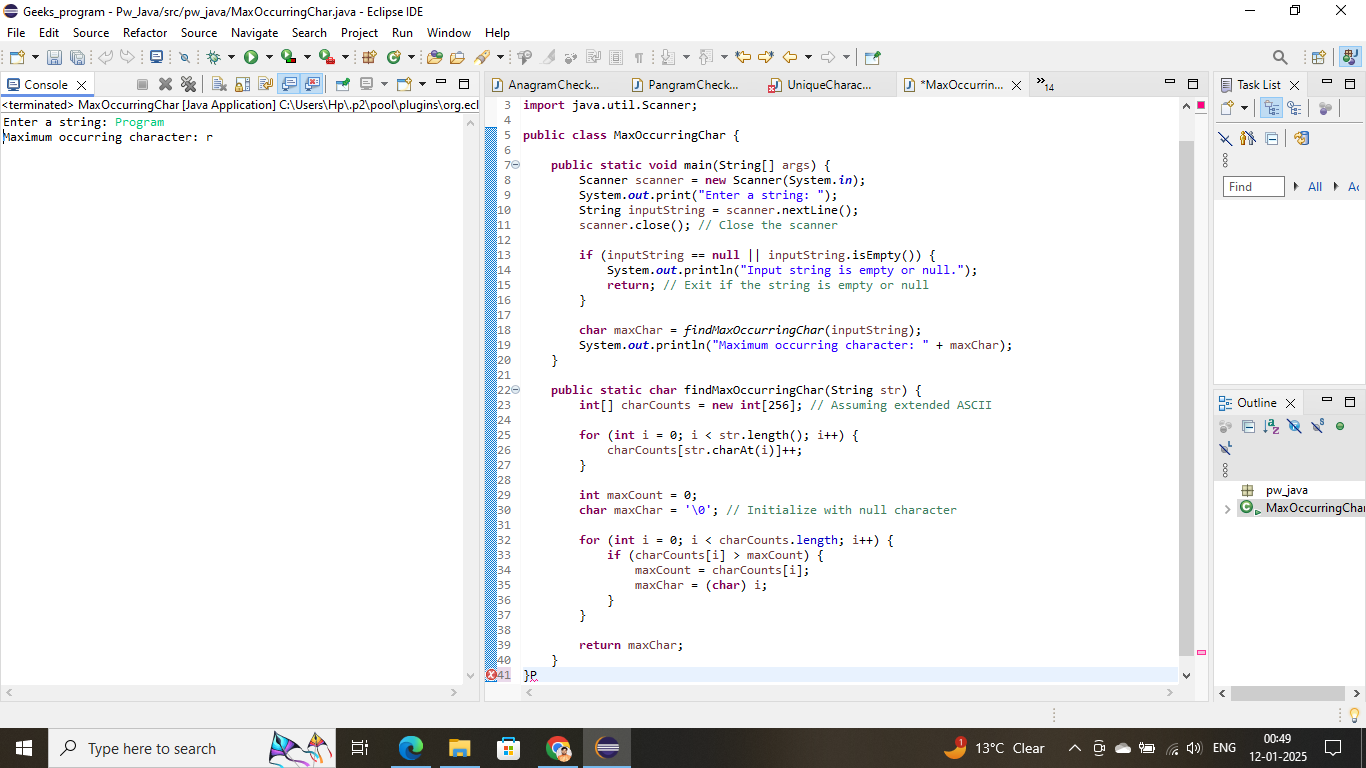 Geeks_program - Pw_Java/src/pw_java/MaxOccurringChar.java - Eclipse IDE
File Edit Source Refactor Source Navigate Search Project Run Window Help
Console
<terminated> MaxOccurringChar [Java Application] C:\Users\Hp\.p2\pool\plugins\org.ecl
Enter a string: Program
Maximum occurring character: r
AnagramCheck... PangramCheck... UniqueCharac... *MaxOccurrin... 14
3 import java.util.Scanner;
4
5 public class MaxOccurringChar {
6
7     public static void main(String[] args) {
8         Scanner scanner = new Scanner(System.in);
9         System.out.print("Enter a string: ");
10         String inputString = scanner.nextLine();
11         scanner.close(); // Close the scanner
12
13         if (inputString == null || inputString.isEmpty()) {
14             System.out.println("Input string is empty or null.");
15             return; // Exit if the string is empty or null
16         }
17
18         char maxChar = findMaxOccurringChar(inputString);
19         System.out.println("Maximum occurring character: " + maxChar);
20     }
21
22     public static char findMaxOccurringChar(String str) {
23         int[] charCounts = new int[256]; // Assuming extended ASCII
24
25         for (int i = 0; i < str.length(); i++) {
26             charCounts[str.charAt(i)]++;
27         }
28
29         int maxCount = 0;
30         char maxChar = '\0'; // Initialize with null character
31
32         for (int i = 0; i < charCounts.length; i++) {
33             if (charCounts[i] > maxCount) {
34                 maxCount = charCounts[i];
35                 maxChar = (char) i;
36             }
37         }
38
39         return maxChar;
40     }
41 }P
Task List
Find All Ac
Outline
pw_java
MaxOccurringChar
Type here to search
13°C Clear
ENG
00:49
12-01-2025